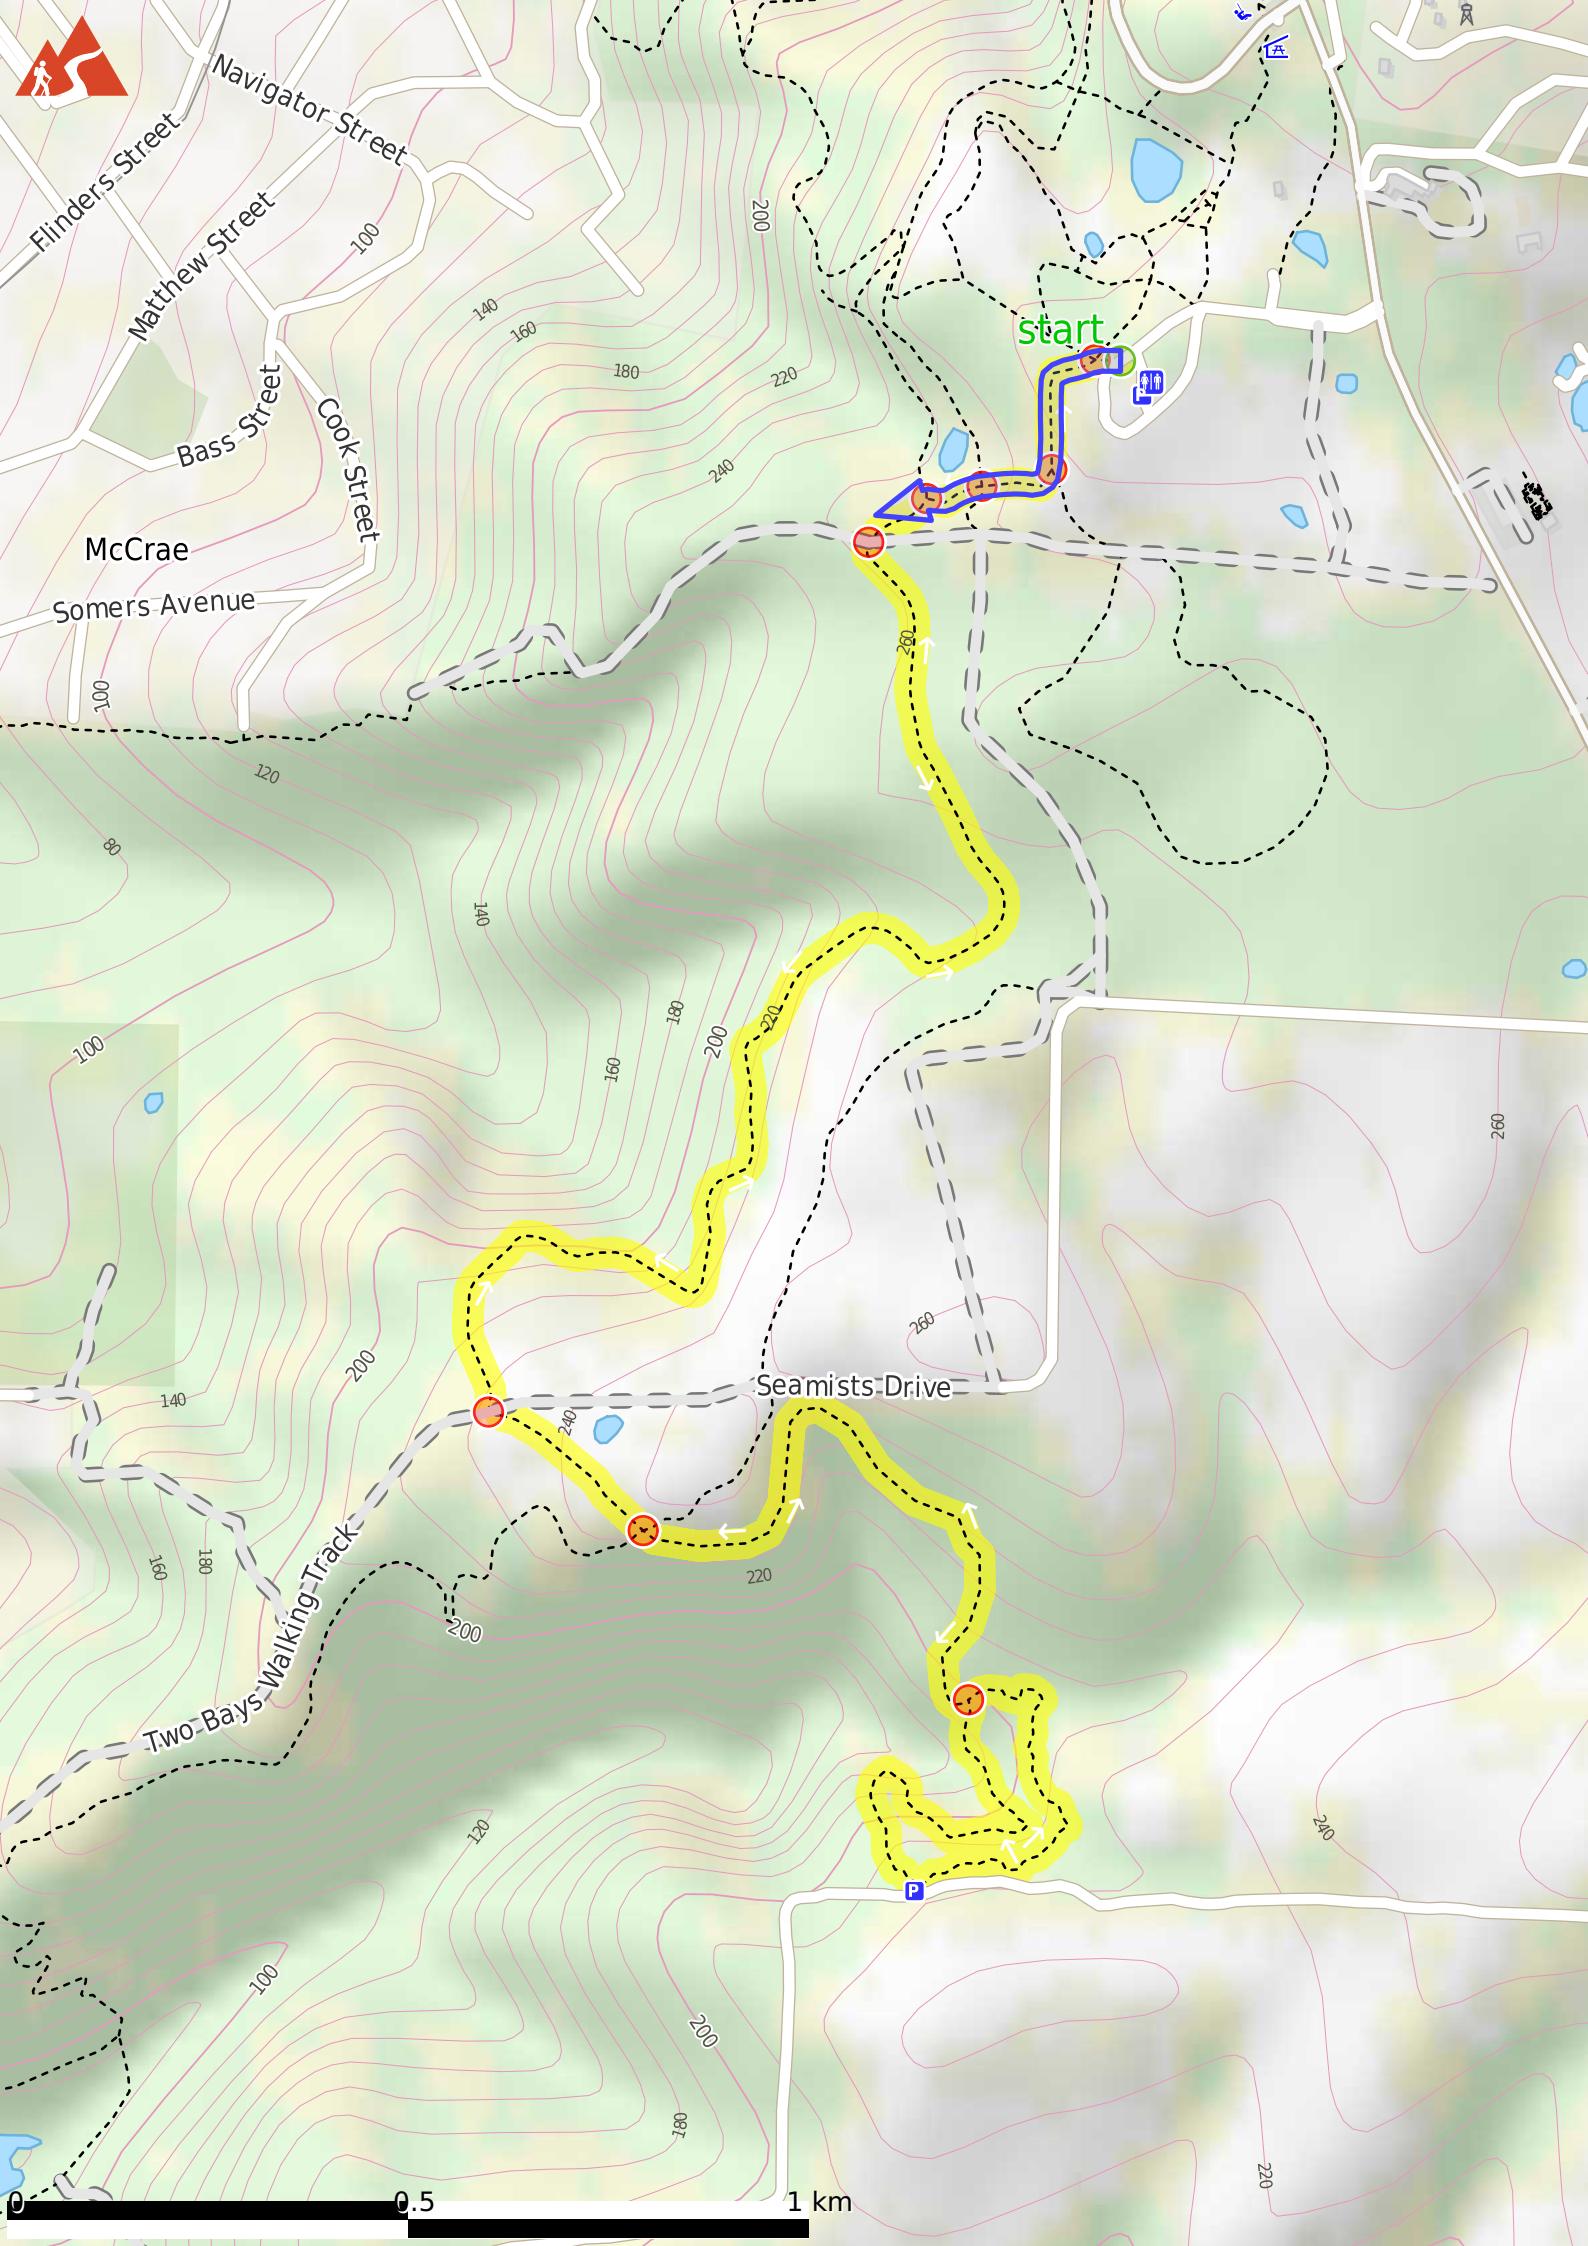 Navigator Street
Flinders Street
Matthew Street
100
200
140
160
start
180
220
Bass Street
Cook Street
240
P
McCrae
Somers Avenue
260
100
120
80
140
180
220
200
100
160
260
260
200
Seamists Drive
140
240
160
180
220
200
Two Bays Walking Track
120
240
P
100
200
180
220
0
0.5
1 km